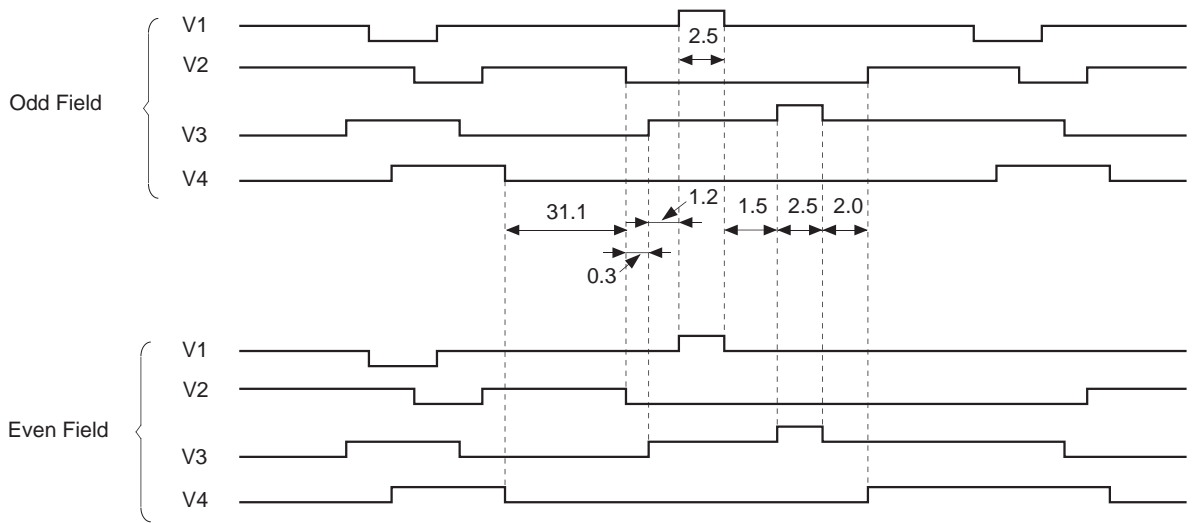 V1
2.5
V2
Odd Field
V3
V4
31.1
1.2
1.5
2.5
2.0
0.3
V1
V2
Even Field
V3
V4